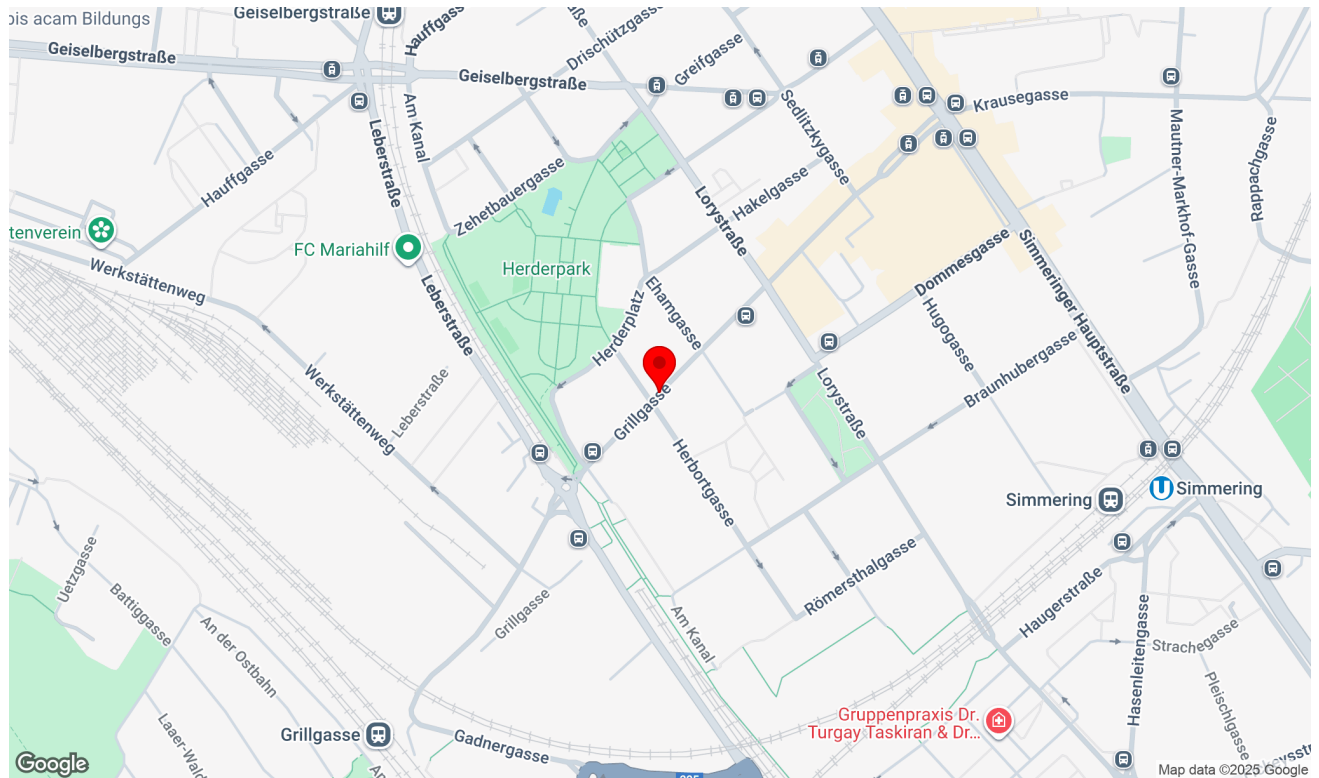 bis acam Bildungs
Geiselbergstraße
Hauffgasse
Drischützgasse
Greifgasse
Geiselbergstraße
Geiselbergstraße
Am Kanal
Leberstraße
Sedlitzkygasse
Krausegasse
Mautner-Markhof-Gasse
Rappachgasse
Hauffgasse
Zehetbauergasse
Lorystraße
Hakelgasse
tenverein
FC Mariahilf
Herderpark
Werkstättenweg
Leberstraße
Herderplatz
Ehamgasse
Dommesgasse
Simmeringer Hauptstraße
Hugogasse
Braunhubergasse
Werkstättenweg
Leberstraße
Grillgasse
Lorystraße
Herbortgasse
Simmering
Simmering
Uetzgasse
Battiggasse
An der Ostbahn
Grillgasse
Am Kanal
Römersthalgasse
Haugerstraße
Hasenleitengasse
Strachegasse
Pleischlgasse
Laaer-Wald
Grillgasse
Gadnergasse
Gruppenpraxis Dr.
Turgay Taskiran & Dr...
Google
Map data ©2025 Google